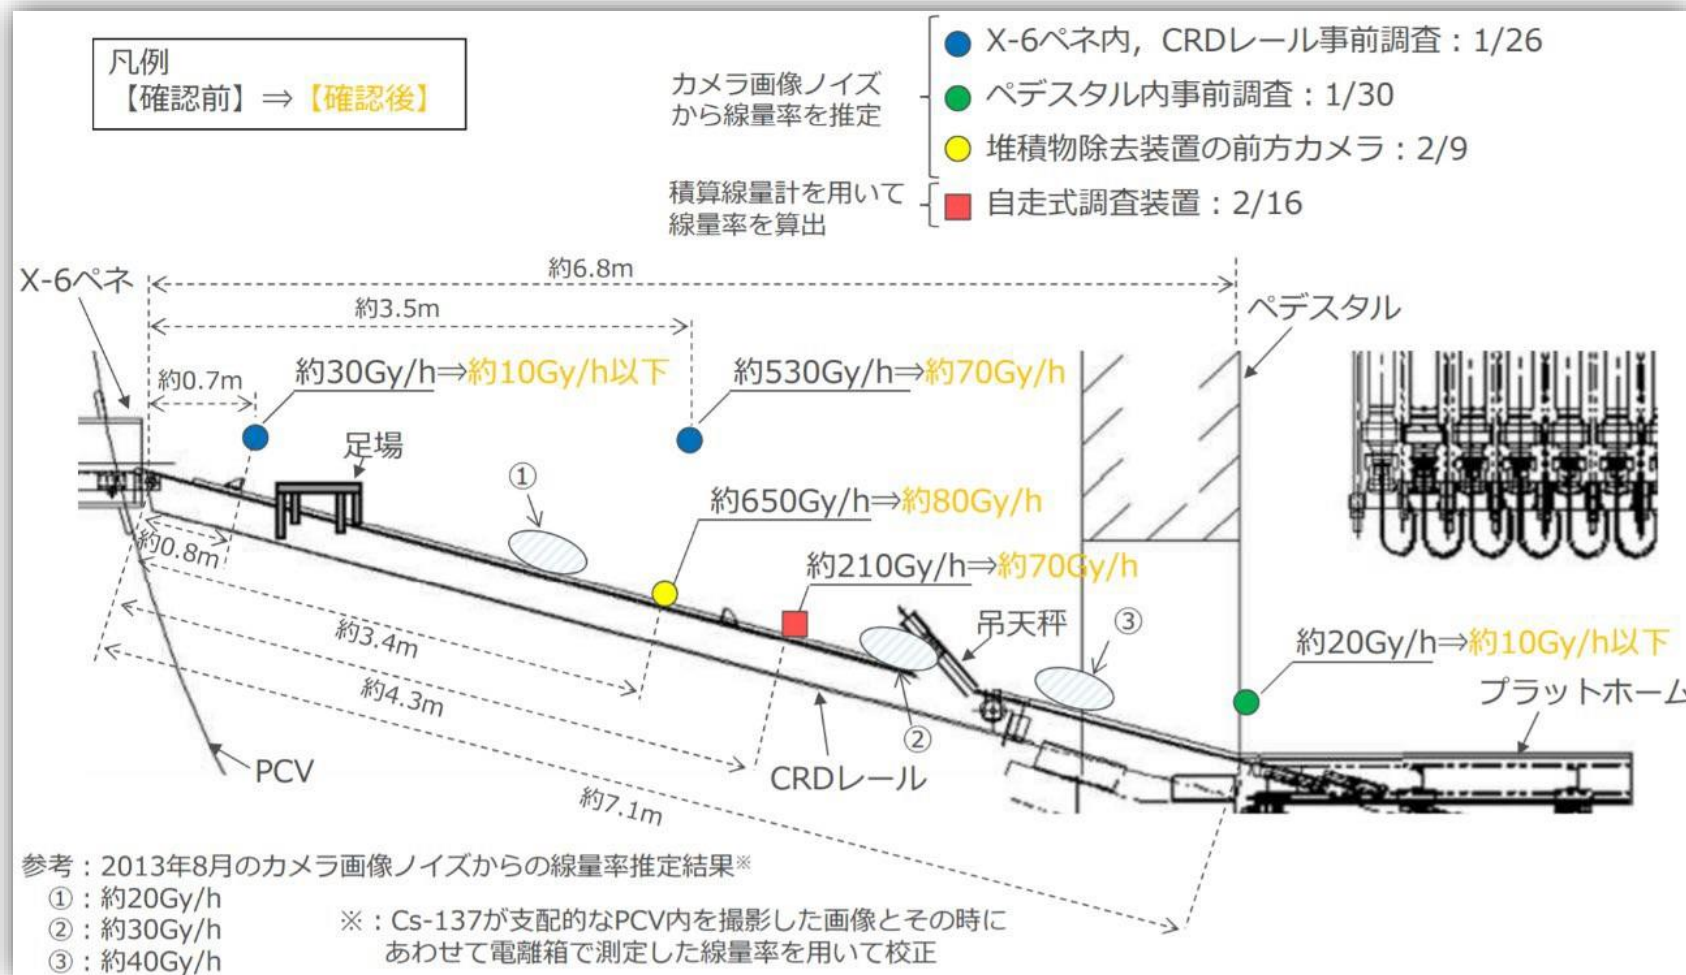 凡例
【確認前】⇒【確認後】
カメラ画像ノイズ
から線量率を推定
X-6ペネ内，CRDレール事前調査：1/26
ペデスタル内事前調査：1/30
堆積物除去装置の前方カメラ：2/9
積算線量計を用いて
線量率を算出
自走式調査装置：2/16
X-6ペネ
約6.8m
約3.5m
約0.7m
ペデスタル
約30Gy/h⇒約10Gy/h以下
約530Gy/h⇒約70Gy/h
足場
①
約650Gy/h⇒約80Gy/h
約0.8m
約210Gy/h⇒約70Gy/h
吊天秤
③
約3.4m
約20Gy/h⇒約10Gy/h以下
約4.3m
プラットホーム
②
PCV
CRDレール
約7.1m
参考：2013年8月のカメラ画像ノイズからの線量率推定結果※
①：約20Gy/h
②：約30Gy/h
③：約40Gy/h
※：Cs-137が支配的なPCV内を撮影した画像とその時に
あわせて電離箱で測定した線量率を用いて校正